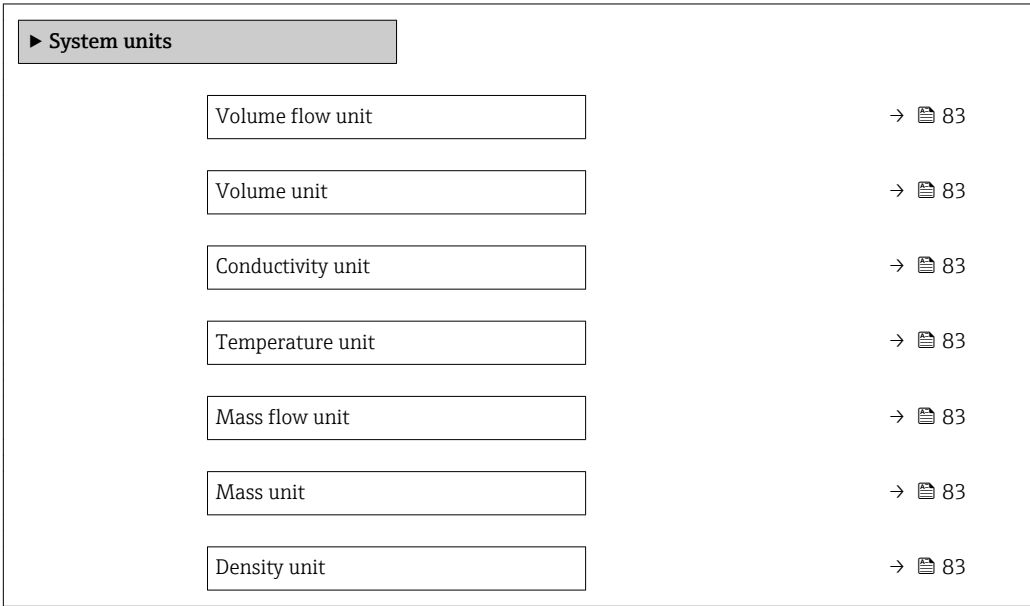 ▶ System units
Volume flow unit → 83
Volume unit → 83
Conductivity unit → 83
Temperature unit → 83
Mass flow unit → 83
Mass unit → 83
Density unit → 83